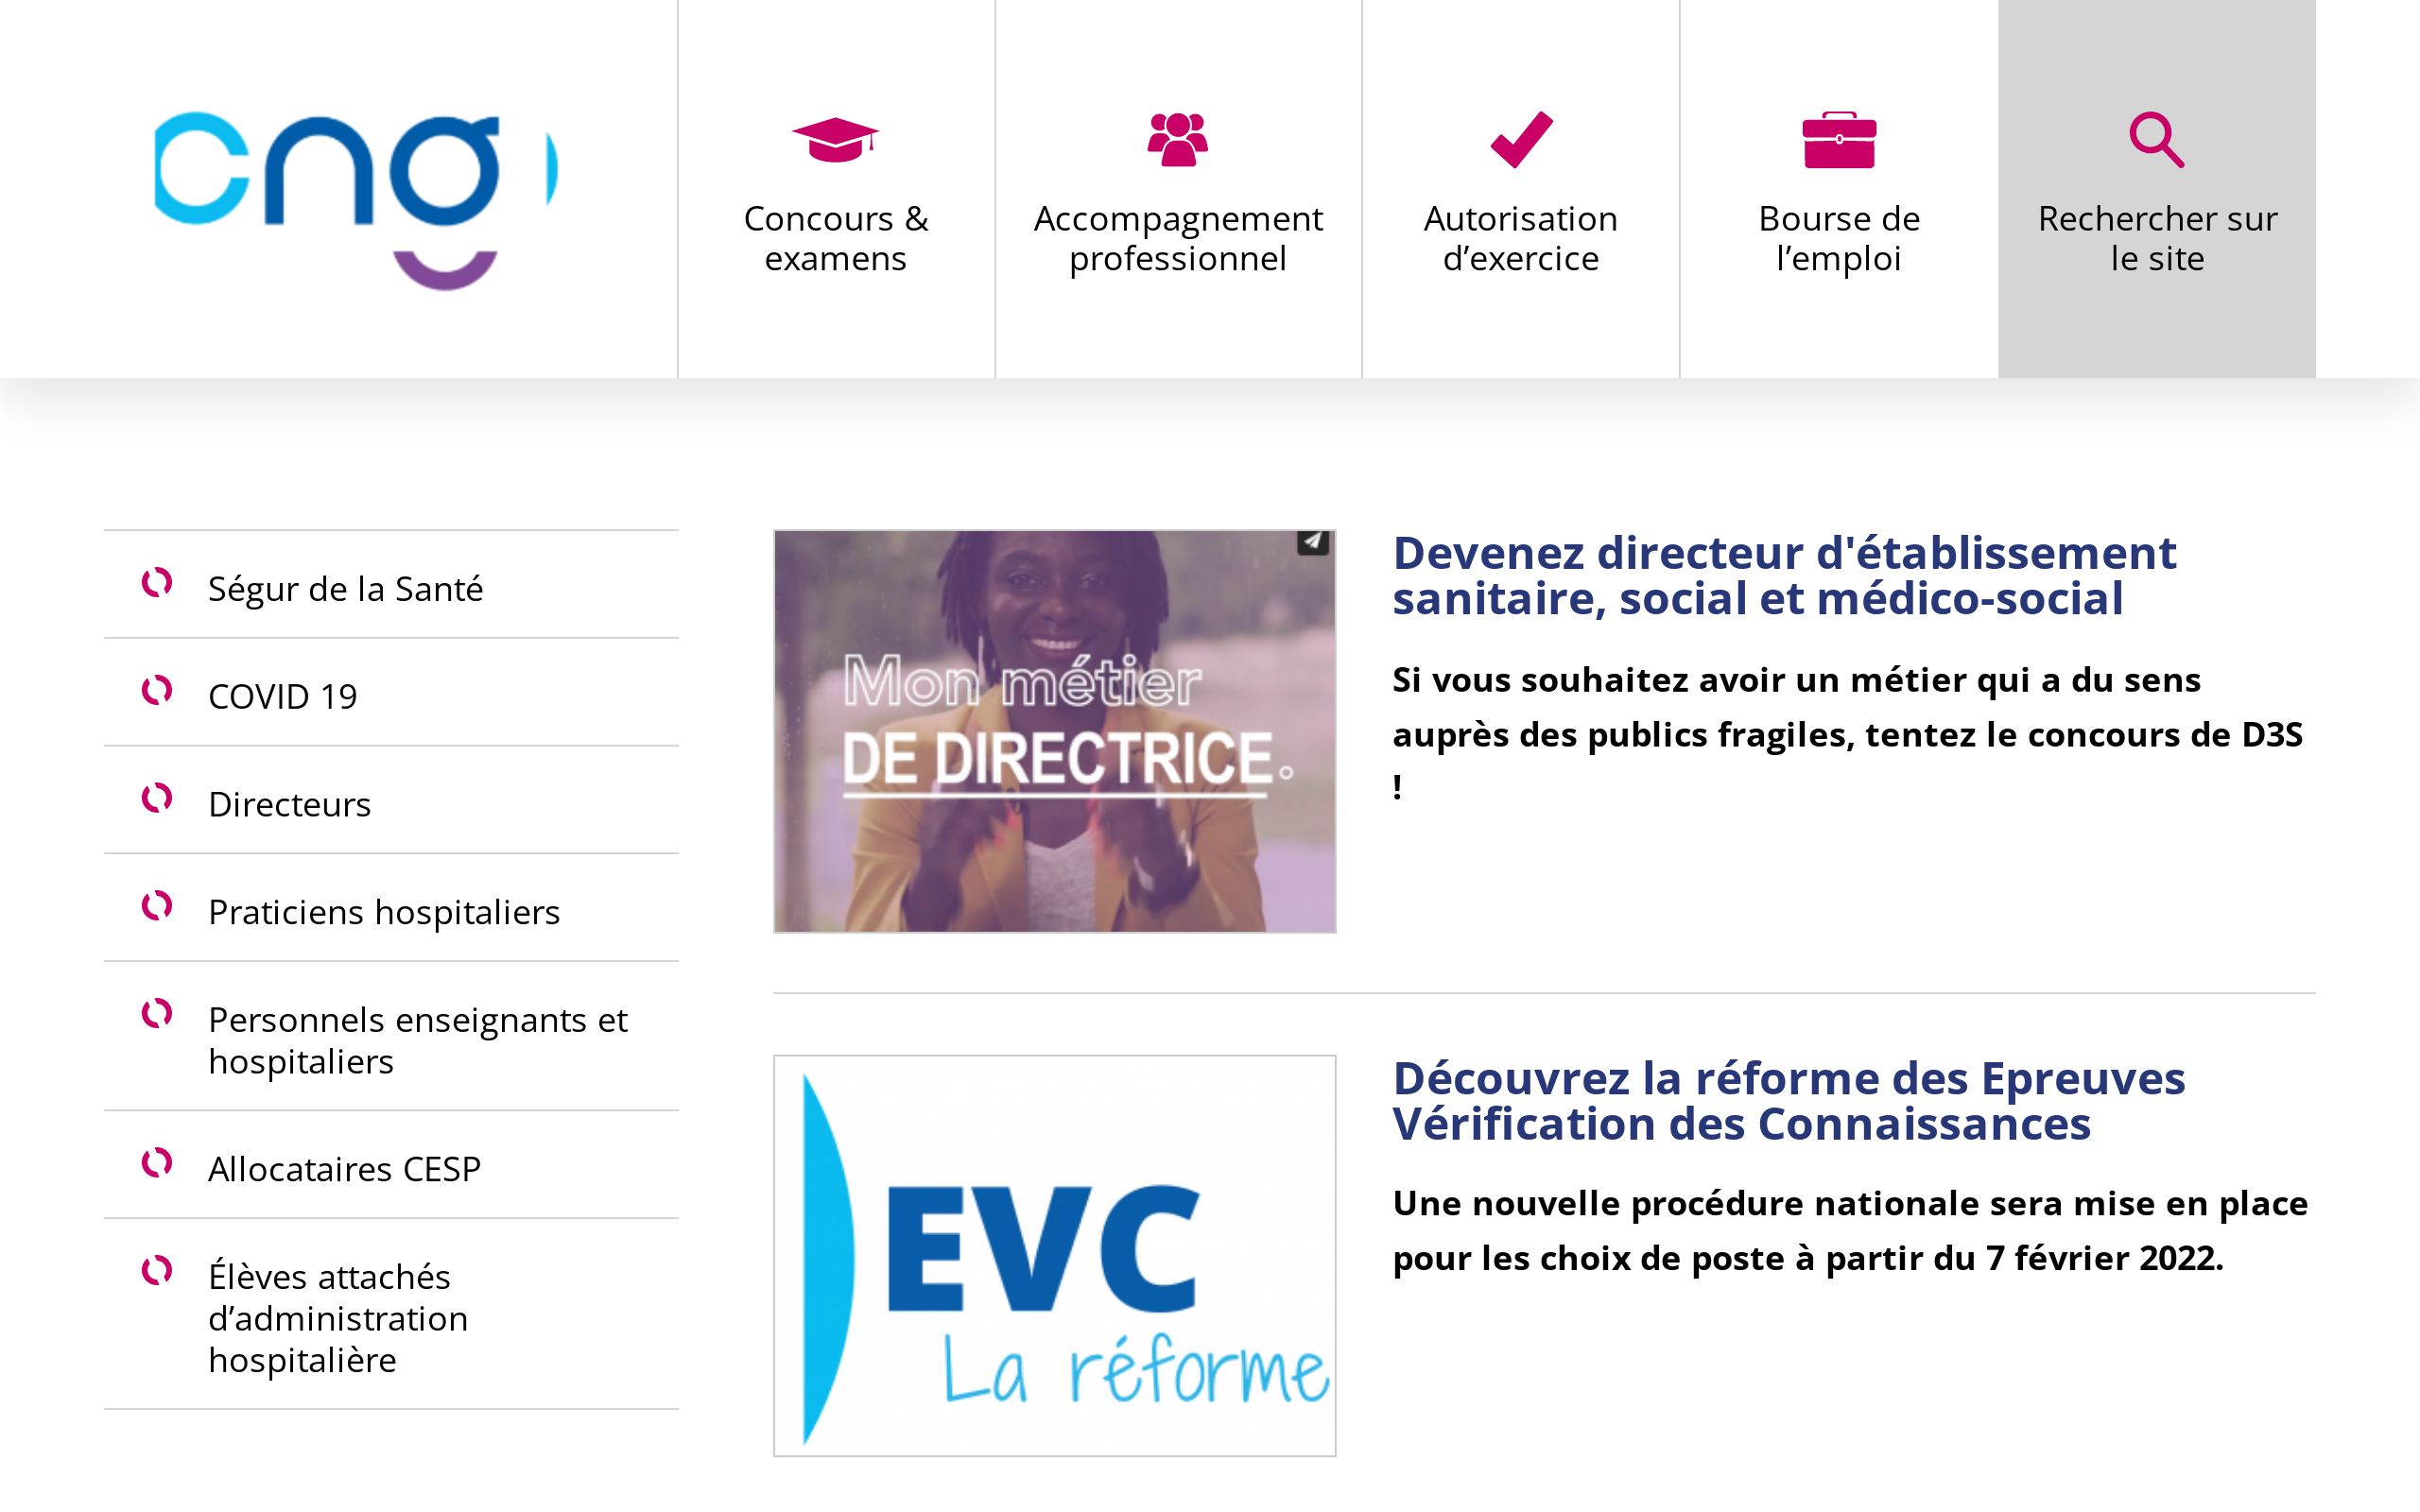 cng
Concours &
examens
Accompagnement
professionnel
Autorisation
d’exercice
Bourse de
l’emploi
Rechercher sur
le site
Ségur de la Santé
COVID 19
Directeurs
Praticiens hospitaliers
Personnels enseignants et
hospitaliers
Allocataires CESP
Élèves attachés
d’administration
hospitalière
Mon métier
DE DIRECTRICE
Devenez directeur d'établissement
sanitaire, social et médico-social
Si vous souhaitez avoir un métier qui a du sens
auprès des publics fragiles, tentez le concours de D3S
!
EVC
La réforme
Découvrez la réforme des Epreuves
Vérification des Connaissances
Une nouvelle procédure nationale sera mise en place
pour les choix de poste à partir du 7 février 2022.